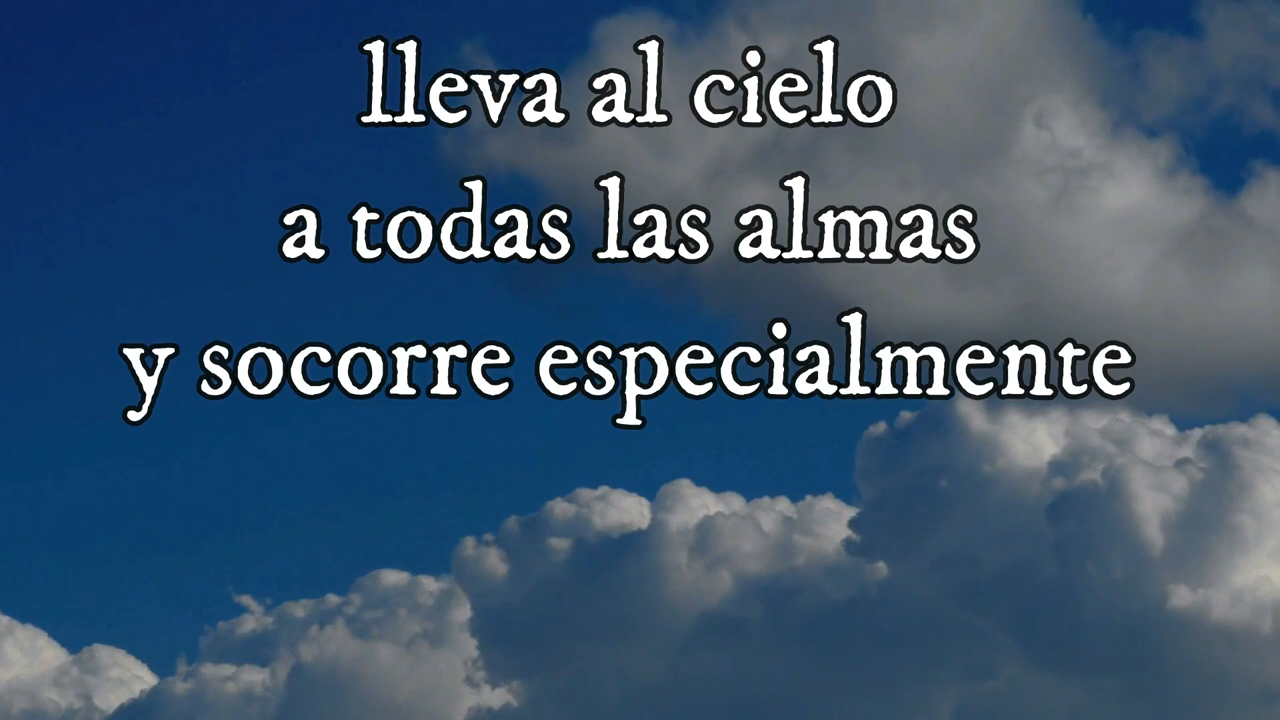 lleva al cielo
a todas las almas
y socorre especialmente